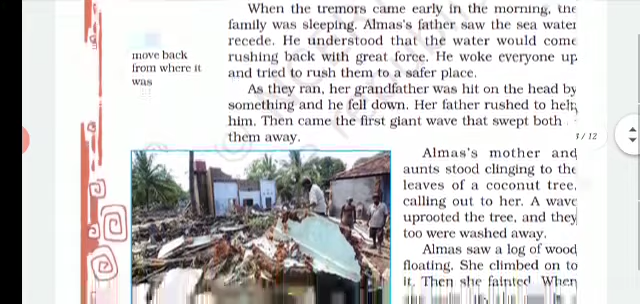 When the tremors came early in the morning, the
family was sleeping. Almas's father saw the sea water
recede. He understood that the water would come
rushing back with great force. He woke everyone up
and tried to rush them to a safer place.
move back
from where it
was
As they ran, her grandfather was hit on the head by
something and he fell down. Her father rushed to help
him. Then came the first giant wave that swept both
them away.
1/12
Almas's mother and
aunts stood clinging to the
leaves of a coconut tree,
calling out to her. A wave
uprooted the tree, and they
too were washed away.
Almas saw a log of wood
floating. She climbed on to
it. Then she fainted. When